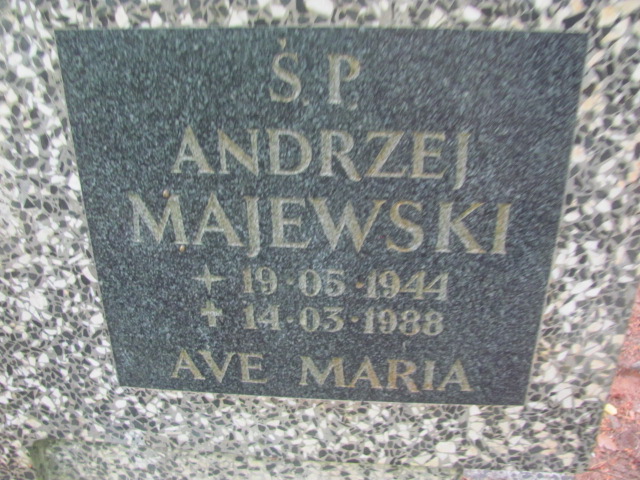 Ś.P.
ANDRZEJ
MAJEWSKI
+ 19·05·1944
✝ 14·03·1988
AVE MARIA